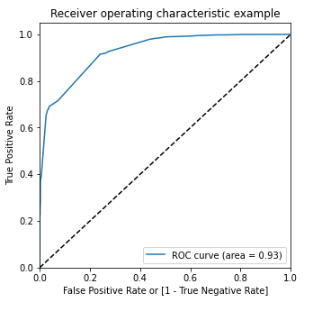 Receiver operating characteristic example
True Positive Rate
1.0
0.8
0.6
0.4
0.2
0.0
ROC curve (area = 0.93)
0.0 0.2 0.4 0.6 0.8 1.0
False Positive Rate or [1 - True Negative Rate]